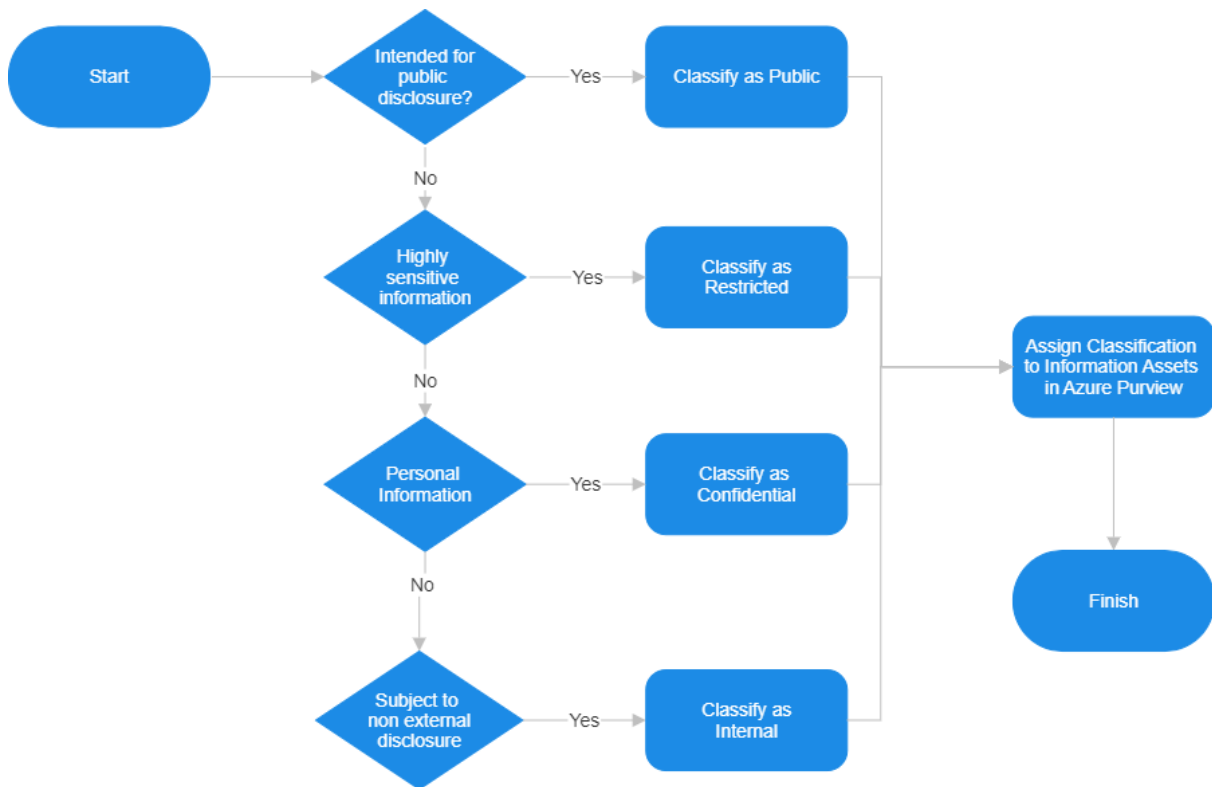 Start
Intended for
public
disclosure?
Yes
Classify as Public
No
Highly
sensitive
information
Yes
Classify as
Restricted
Assign Classification
to Information Assets
in Azure Purview
No
Personal
Information
Yes
Classify as
Confidential
No
Finish
Subject to
non external
disclosure
Yes
Classify as
Internal